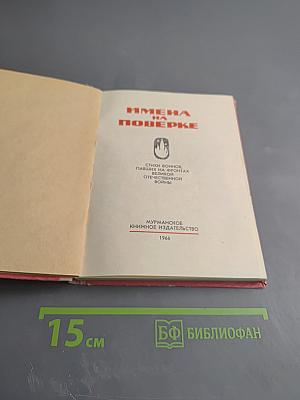 ИМЕНА
НА
ПОВЕРКЕ
СТИХИ ВОИНОВ,
ПАВШИХ НА ФРОНТАХ
ВЕЛИКОЙ
ОТЕЧЕСТВЕННОЙ
ВОЙНЫ
МУРМАНСКОЕ
КНИЖНОЕ ИЗДАТЕЛЬСТВО
1966
15 см
БФ БИБЛИОФАН